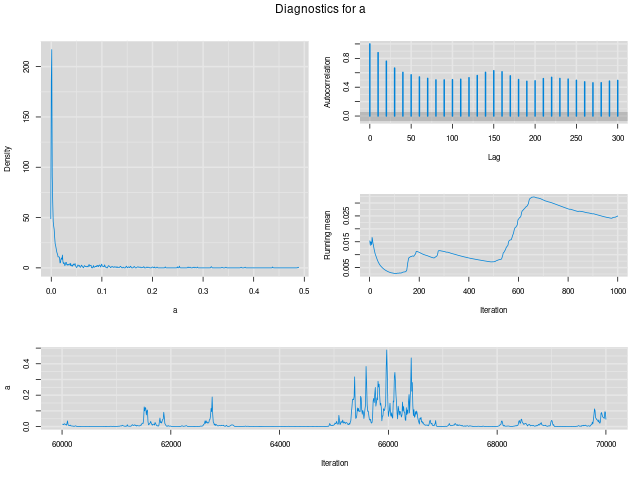 Diagnostics for a
Density
200
150
100
50
0
0.0 0.1 0.2 0.3 0.4 0.5
a
Autocorrelation
0.8
0.4
0.0
0 50 100 150 200 250 300
Lag
Running mean
0.025
0.015
0.005
0 200 400 600 800 1000
Iteration
a
0.4
0.2
0.0
60000 62000 64000 66000 68000 70000
Iteration